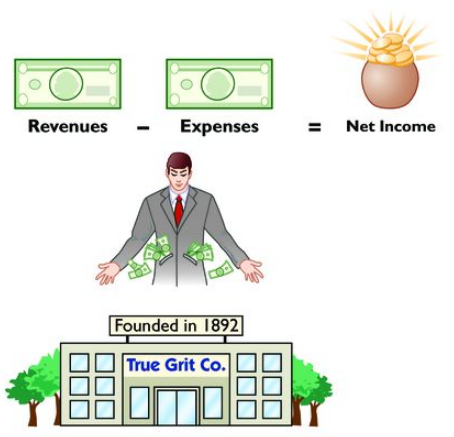 Revenues – Expenses = Net Income
Founded in 1892
True Grit Co.